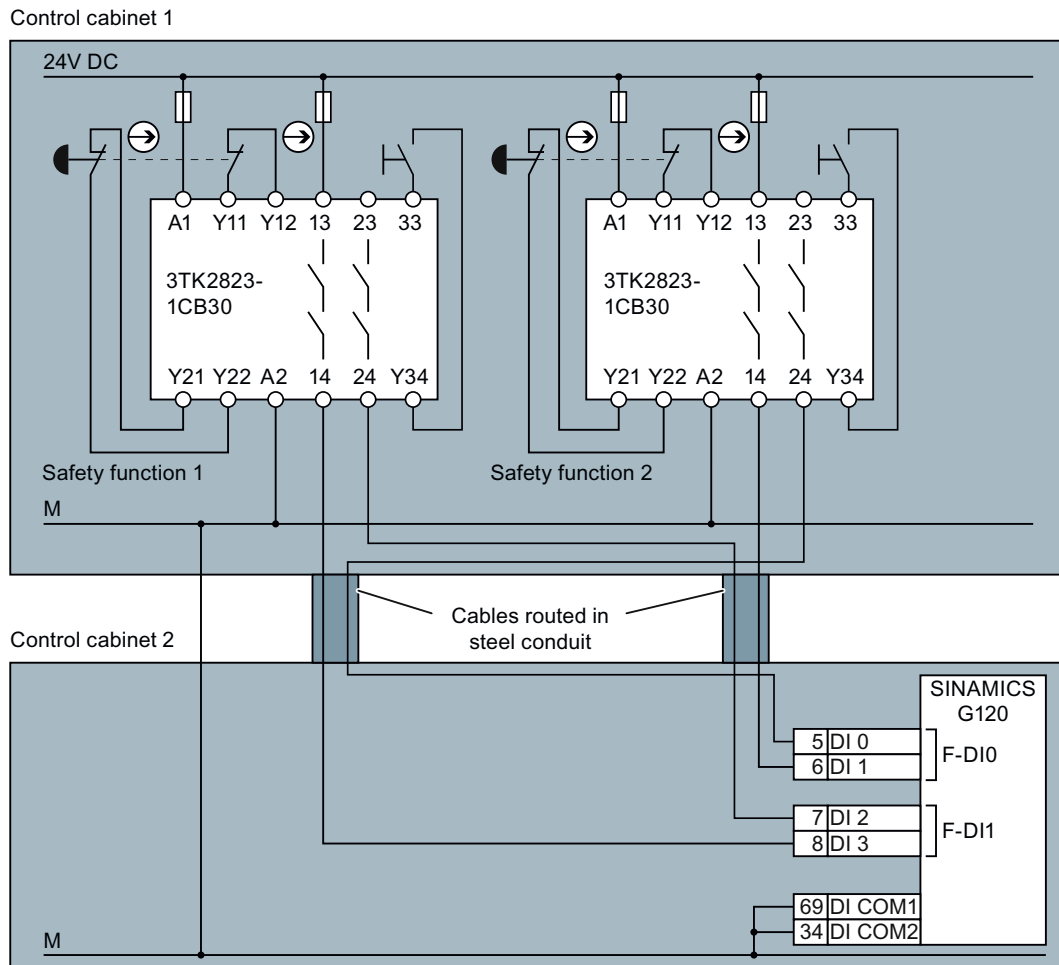 Control cabinet 1
24V DC
A1 Y11 Y12 13 23 33
A1 Y11 Y12 13 23 33
3TK2823-
1CB30
3TK2823-
1CB30
Y21 Y22 A2 14 24 Y34
Y21 Y22 A2 14 24 Y34
Safety function 1
Safety function 2
M
Cables routed in
steel conduit
Control cabinet 2
SINAMICS
G120
5 DI 0
6 DI 1
F-DI0
7 DI 2
8 DI 3
F-DI1
69 DI COM1
34 DI COM2
M